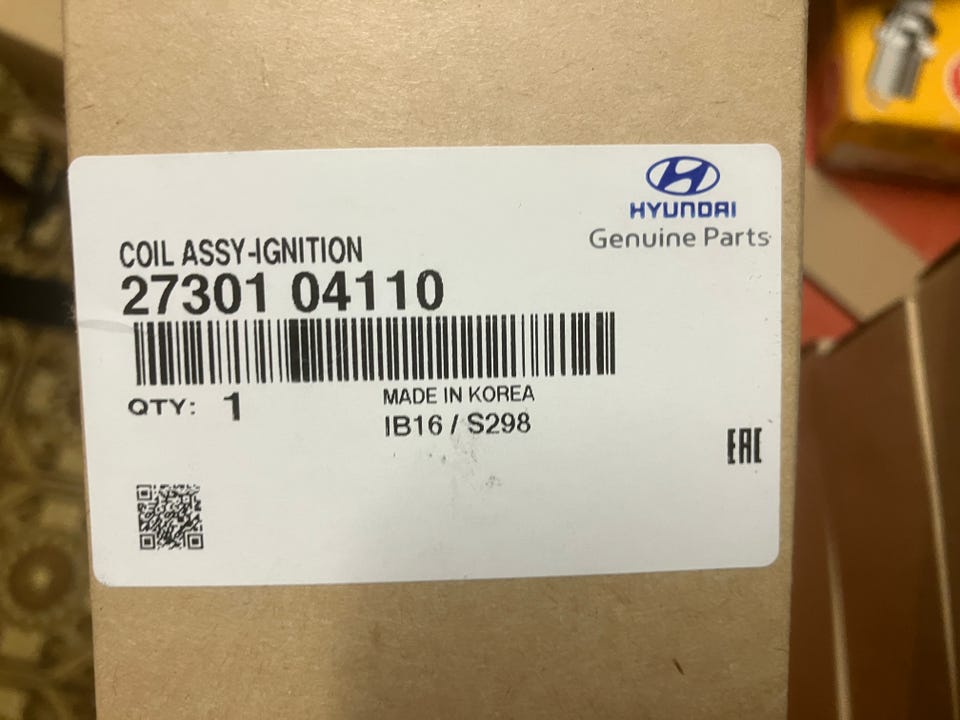 HYUNDAI
Genuine Parts
COIL ASSY-IGNITION
27301 04110
QTY: 1
MADE IN KOREA
IB16 / S298
EAC